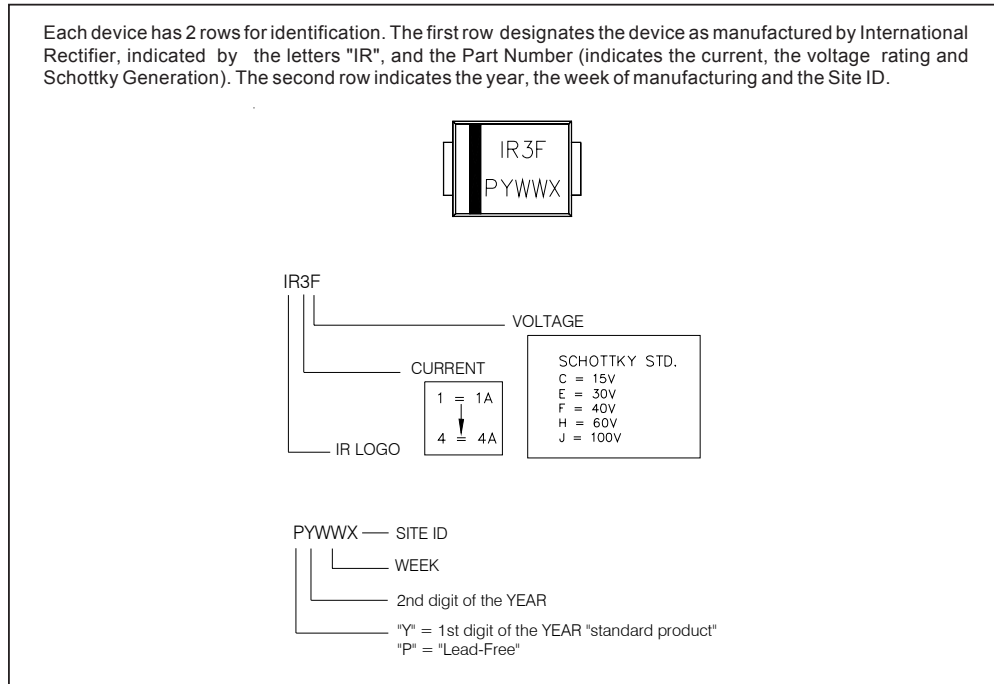 Each device has 2 rows for identification. The first row designates the device as manufactured by International
Rectifier, indicated by the letters "IR", and the Part Number (indicates the current, the voltage rating and
Schottky Generation). The second row indicates the year, the week of manufacturing and the Site ID.
IR3F
PYWWX
IR3F
VOLTAGE
SCHOTTKY STD.
C = 15V
E = 30V
F = 40V
H = 60V
J = 100V
CURRENT
1 = 1A
4 = 4A
IR LOGO
PYWWX
SITE ID
WEEK
2nd digit of the YEAR
"Y" = 1st digit of the YEAR "standard product"
"P" = "Lead-Free"